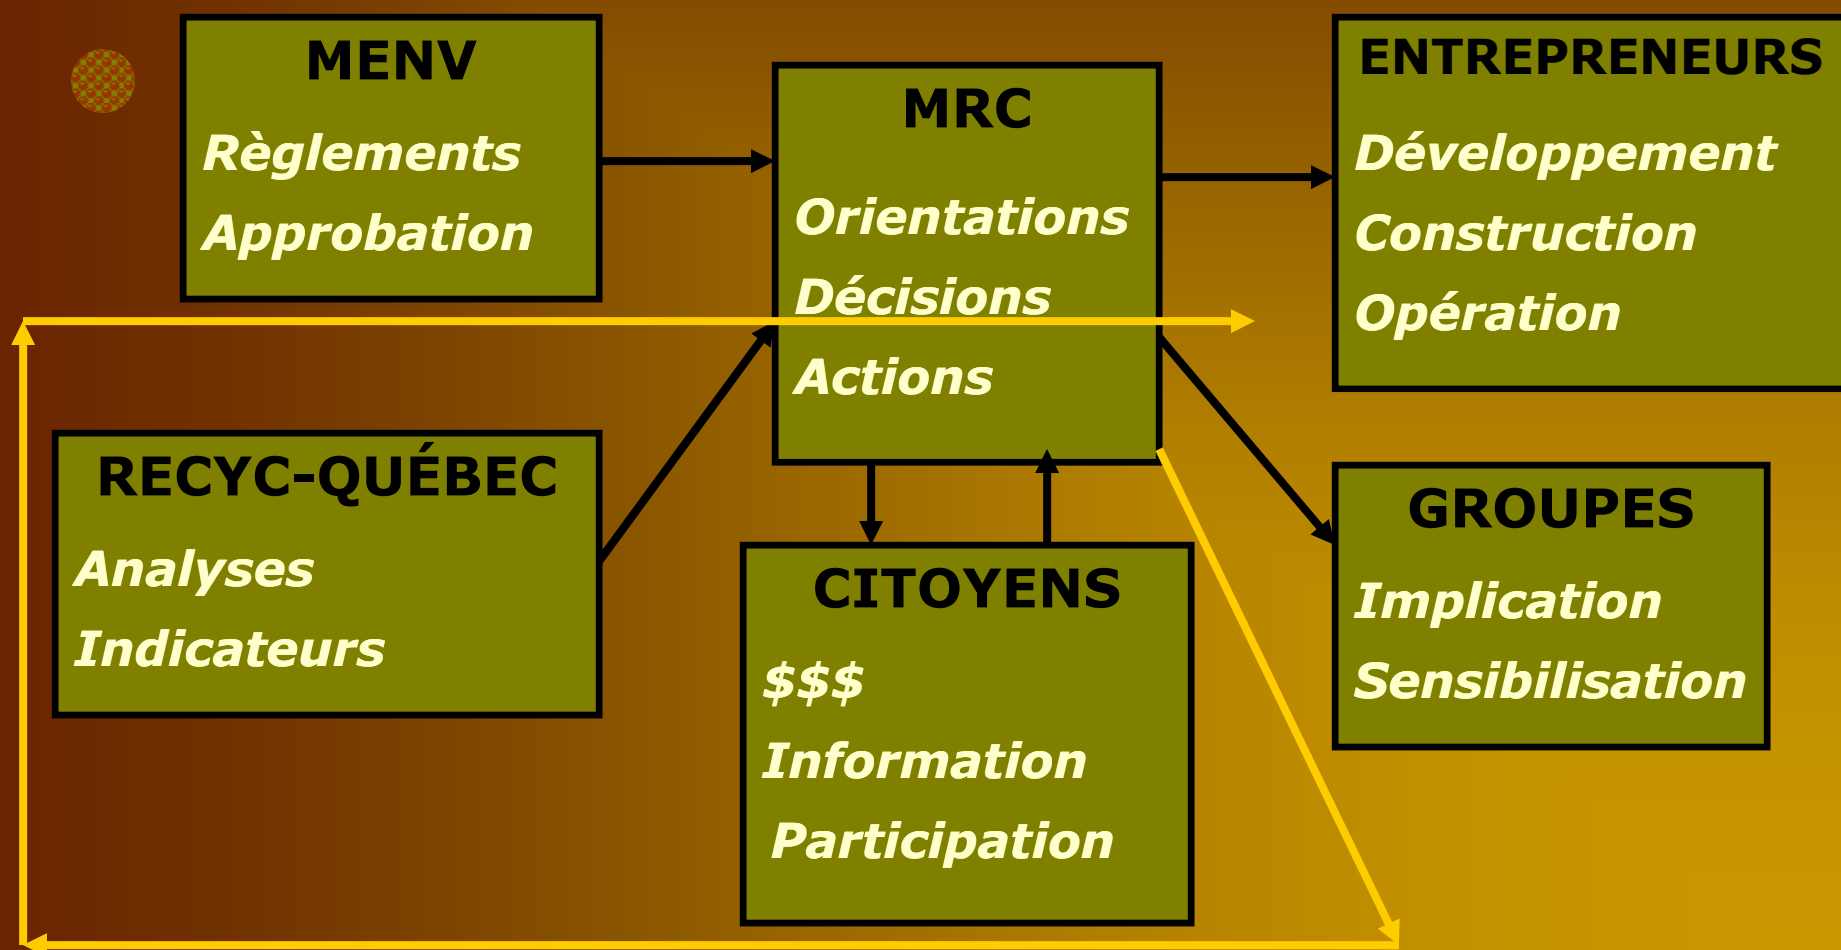 MENV
Règlements
Approbation
MRC
Orientations
Décisions
Actions
ENTREPRENEURS
Développement
Construction
Opération
RECYC-QUÉBEC
Analyses
Indicateurs
CITOYENS
$$$
Information
Participation
GROUPES
Implication
Sensibilisation